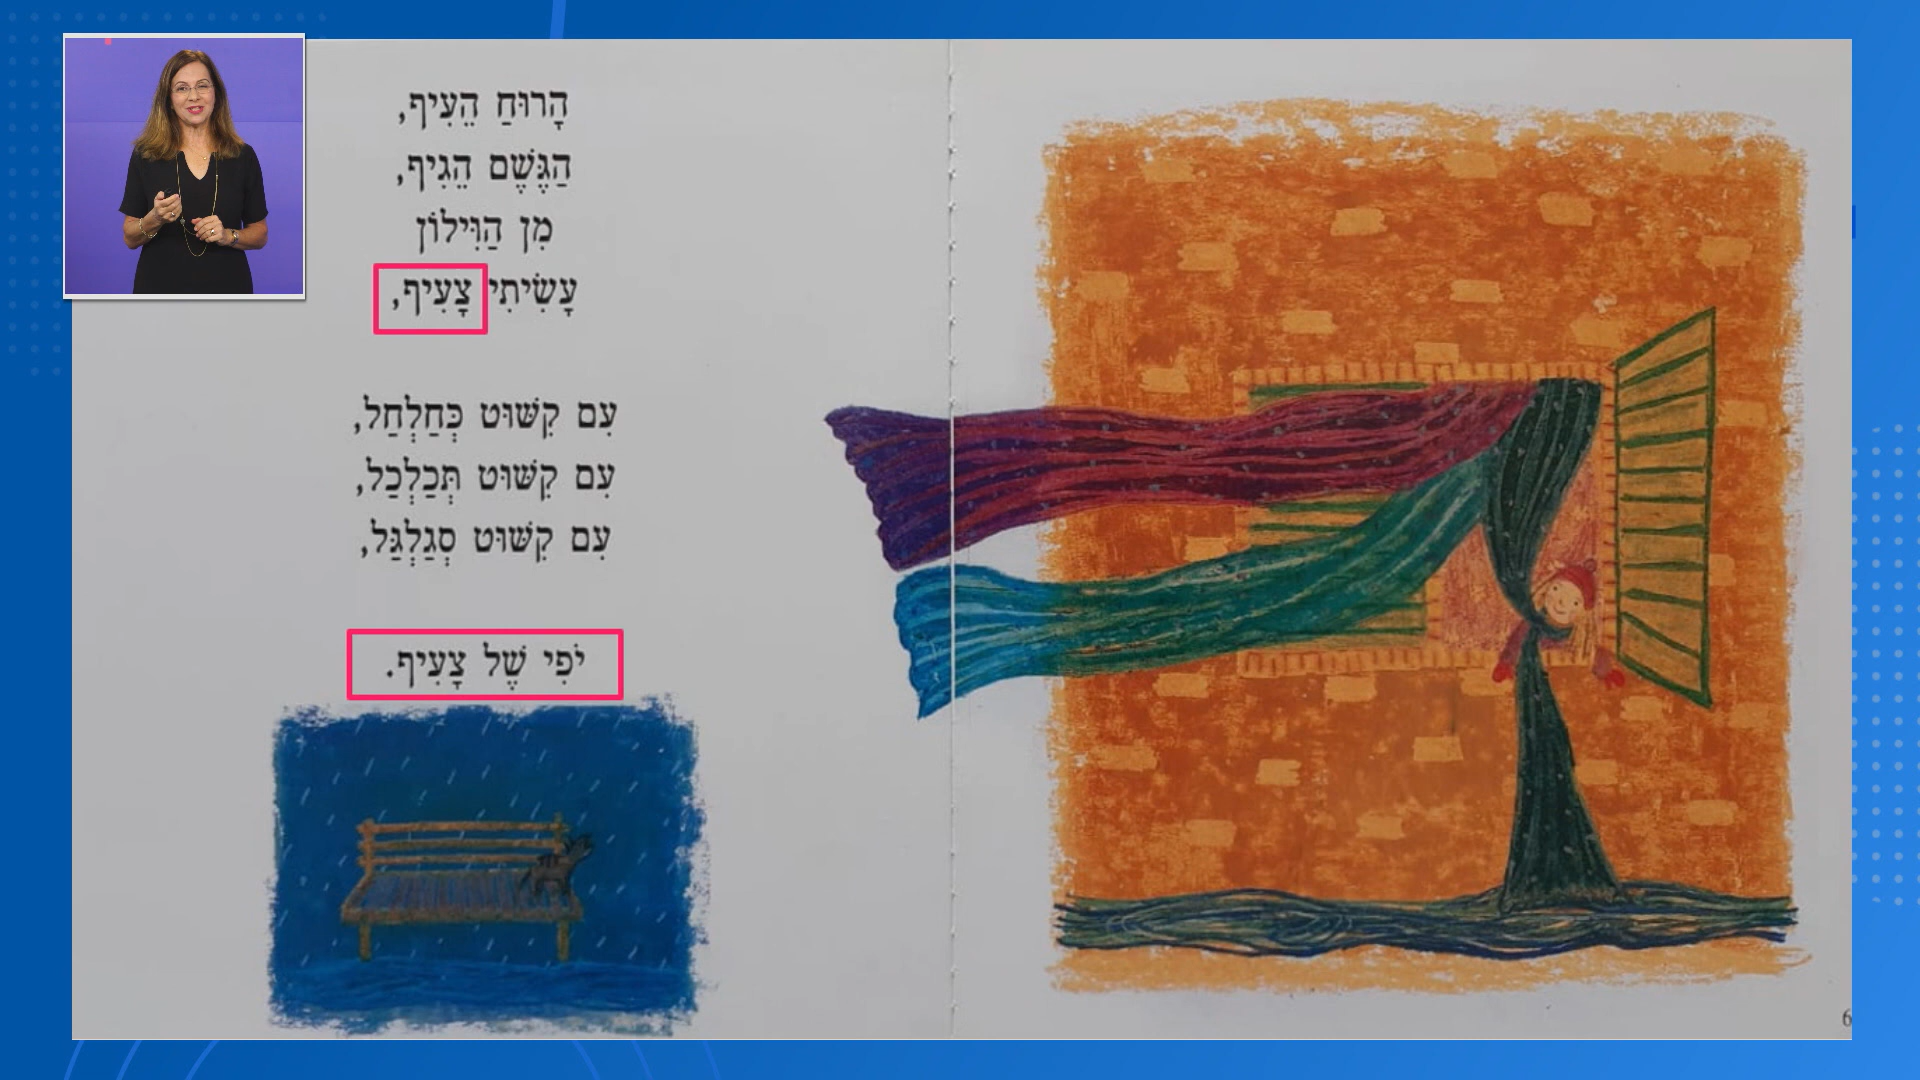 הָרוּחַ הֵעִיף,
הַגֶּשֶׁם הֵגִיף,
מִן הַוִּילוֹן
עָשִׂיתִי צָעִיף,
עִם קִשּׁוּט כְּחַלְחַל,
עִם קִשּׁוּט תְּכַלְכַל,
עִם קִשּׁוּט סְגַלְגַּל,
יֹפִי שֶׁל צָעִיף.
6